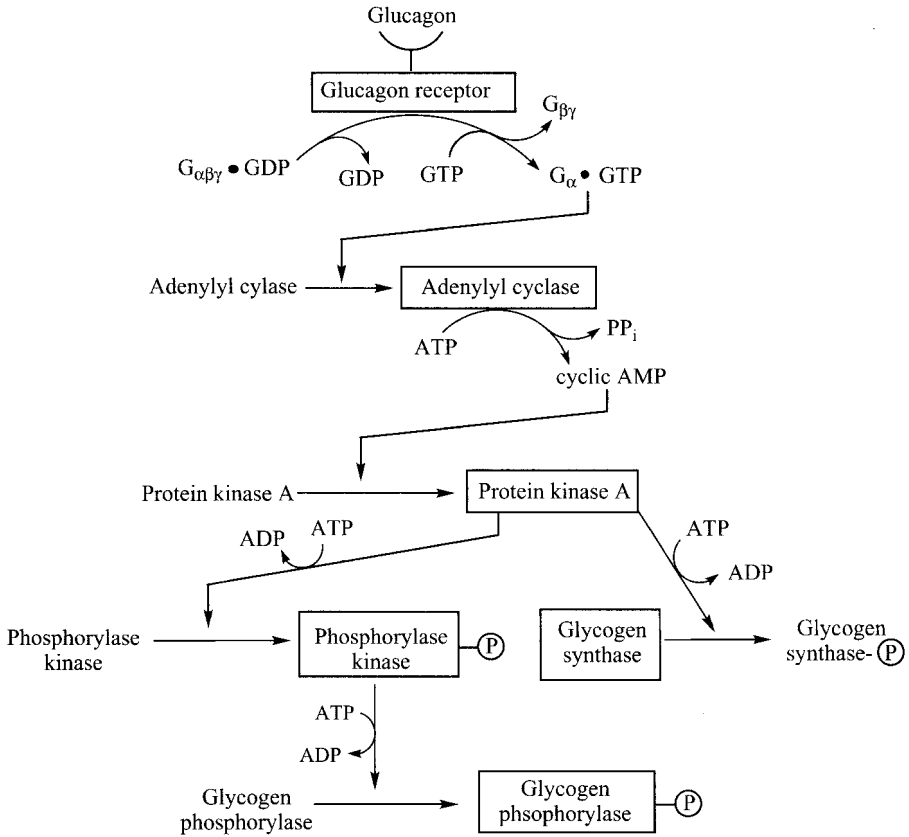 Glucagon
Glucagon receptor
Gβγ
Gαβγ • GDP
GDP
GTP
Gα • GTP
Adenylyl cylase
Adenylyl cyclase
ATP
PPi
cyclic AMP
Protein kinase A
Protein kinase A
ADP
ATP
ATP
ADP
Phosphorylase
kinase
Phosphorylase
kinase
P
Glycogen
synthase
Glycogen
synthase- P
ATP
ADP
Glycogen
phosphorylase
Glycogen
phsophorylase
P